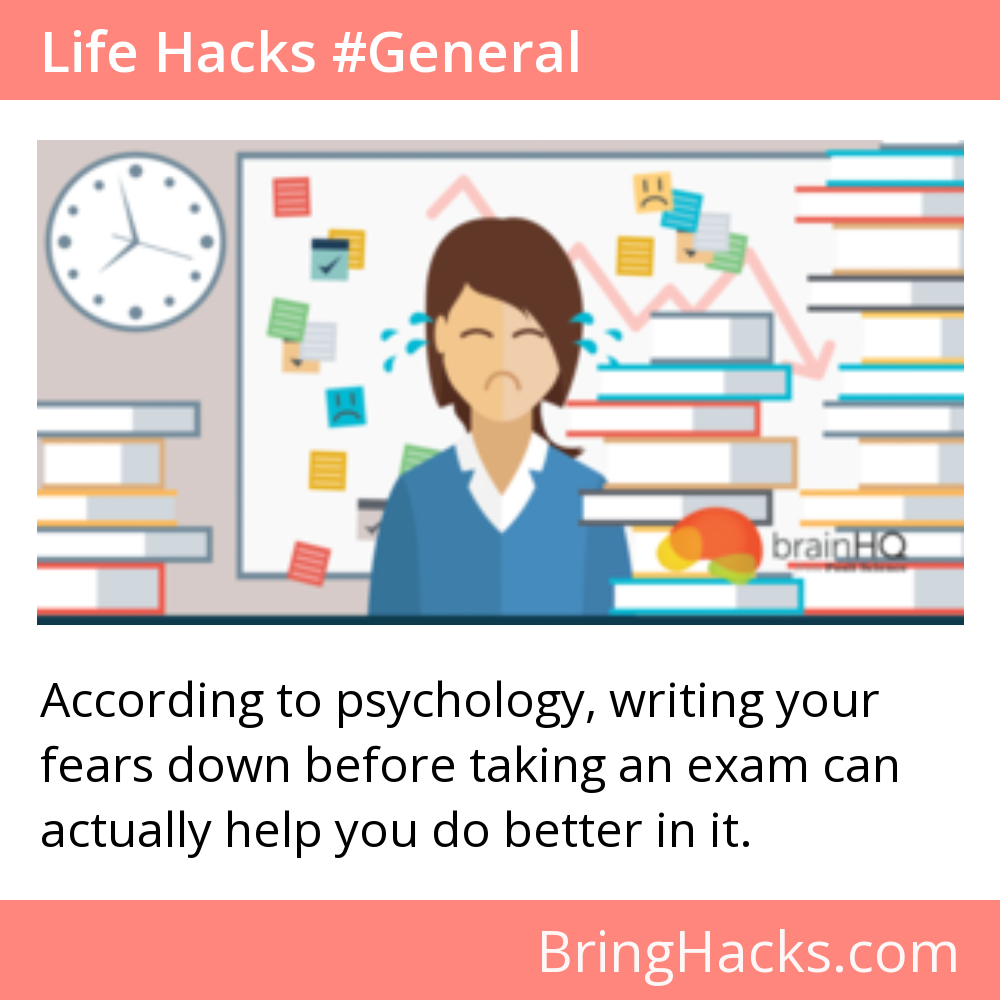 Life Hacks #General
brainHQ
According to psychology, writing your
fears down before taking an exam can
actually help you do better in it.
BringHacks.com